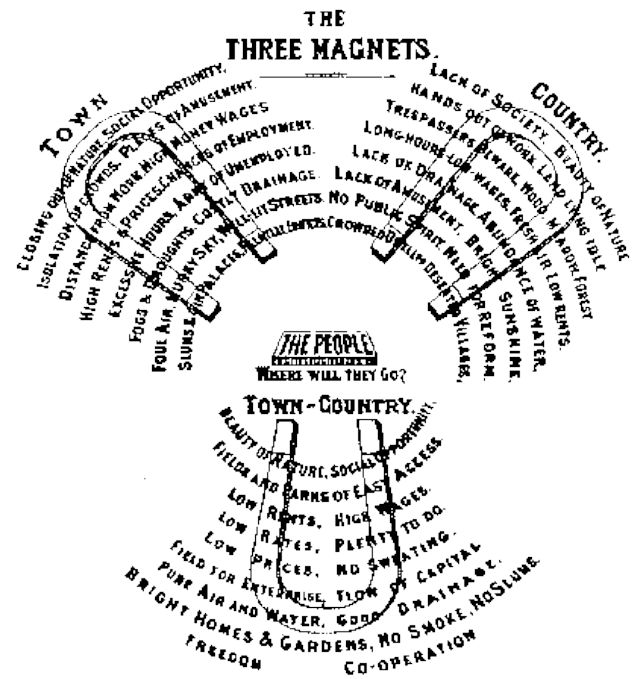 THE
THREE MAGNETS.
TOWN
CLOSING OUT OF NATURE. SOCIAL OPPORTUNITY.
ISOLATION OF CROWDS. PLACES OF AMUSEMENT.
DISTANCE FROM WORK. HIGH MONEY WAGES
HIGH RENTS & PRICES. CHANCES OF EMPLOYMENT.
EXCESSIVE HOURS. ARMY OF UNEMPLOYED.
FOGS & DROUGHTS. COSTLY DRAINAGE.
FOUL AIR. MURKY SKY. WELL-LIT STREETS.
SLUMS & GIN PALACES.
COUNTRY.
LACK OF SOCIETY. BEAUTY OF NATURE
HANDS OUT OF WORK. LAND LYING IDLE
TRESPASSERS BEWARE. WOOD, MEADOW, FOREST
LONG HOURS LOW WAGES. FRESH AIR LOW RENTS.
LACK OF DRAINAGE. ABUNDANCE OF WATER.
LACK OF AMUSEMENT. BRIGHT SUNSHINE.
NO PUBLIC SPIRIT. NEED FOR REFORM.
CROWDED DESERTED VILLAGES.
THE PEOPLE
WHERE WILL THEY GO?
TOWN-COUNTRY.
BEAUTY OF NATURE, SOCIAL OPPORTUNITY.
FIELDS AND PARKS OF EASY ACCESS.
LOW RENTS, HIGH WAGES.
LOW RATES, PLENTY TO DO.
LOW PRICES, NO SWEATING.
FIELD FOR ENTERPRISE, FLOW OF CAPITAL
PURE AIR AND WATER, GOOD DRAINAGE.
BRIGHT HOMES & GARDENS, NO SMOKE, NO SLUMS.
FREEDOM CO-OPERATION